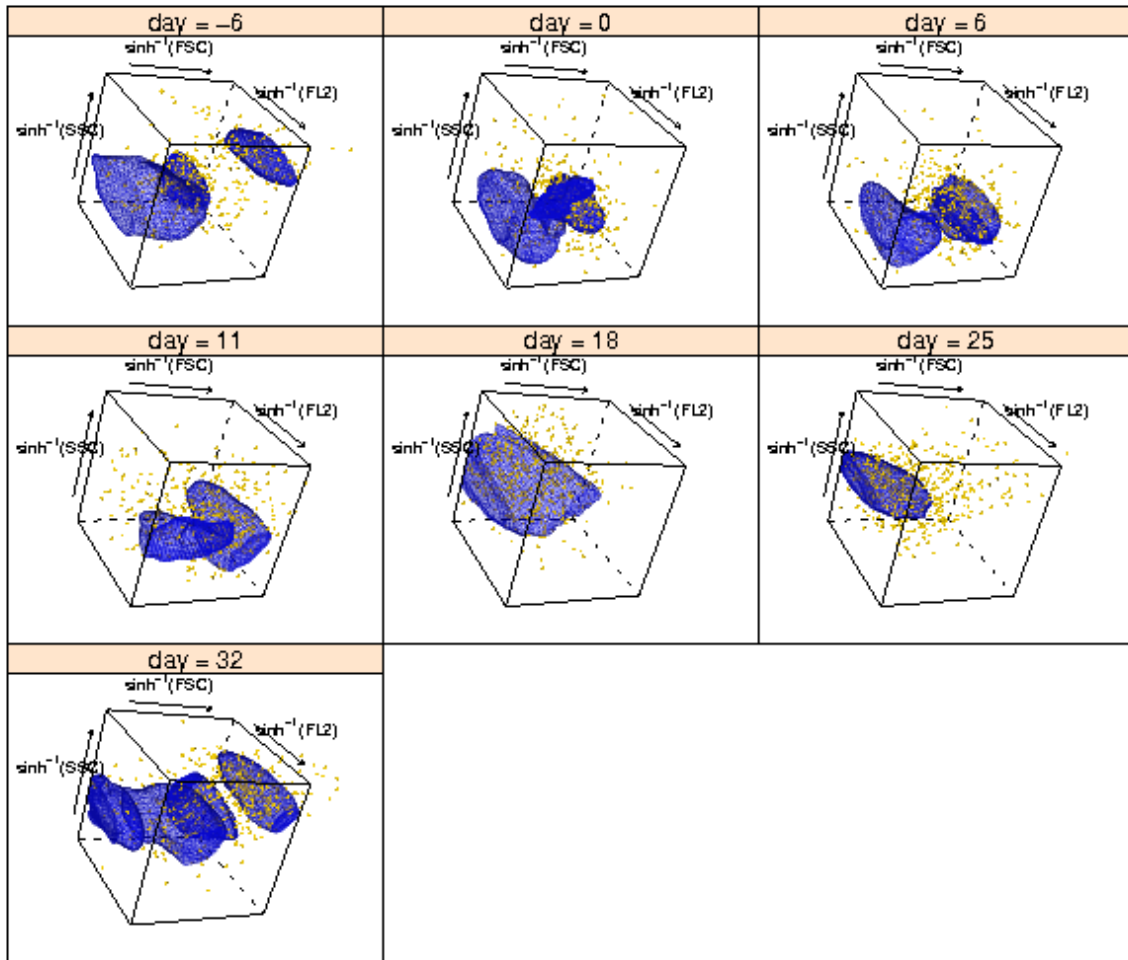 day = −6
day = 0
day = 6
sinh⁻¹(FSC)
sinh⁻¹(FSC)
sinh⁻¹(FSC)
sinh⁻¹(FL2)
sinh⁻¹(FL2)
sinh⁻¹(FL2)
sinh⁻¹(SSC)
sinh⁻¹(SSC)
sinh⁻¹(SSC)
day = 11
day = 18
day = 25
sinh⁻¹(FSC)
sinh⁻¹(FSC)
sinh⁻¹(FSC)
sinh⁻¹(FL2)
sinh⁻¹(FL2)
sinh⁻¹(FL2)
sinh⁻¹(SSC)
sinh⁻¹(SSC)
sinh⁻¹(SSC)
day = 32
sinh⁻¹(FSC)
sinh⁻¹(FL2)
sinh⁻¹(SSC)